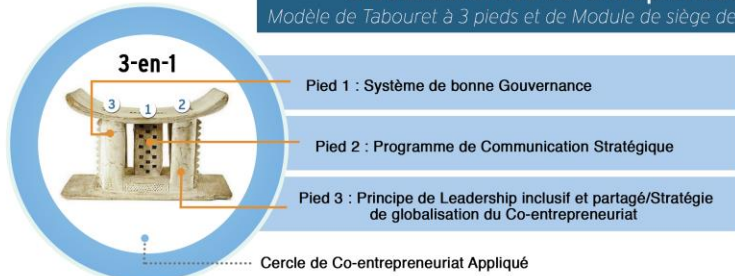 Modèle de Tabouret à 3 pieds et de Module de siège de
3-en-1
3
1
2
Pied 1 : Système de bonne Gouvernance
Pied 2 : Programme de Communication Stratégique
Pied 3 : Principe de Leadership inclusif et partagé/Stratégie
de globalisation du Co-entrepreneuriat
Cercle de Co-entrepreneuriat Appliqué